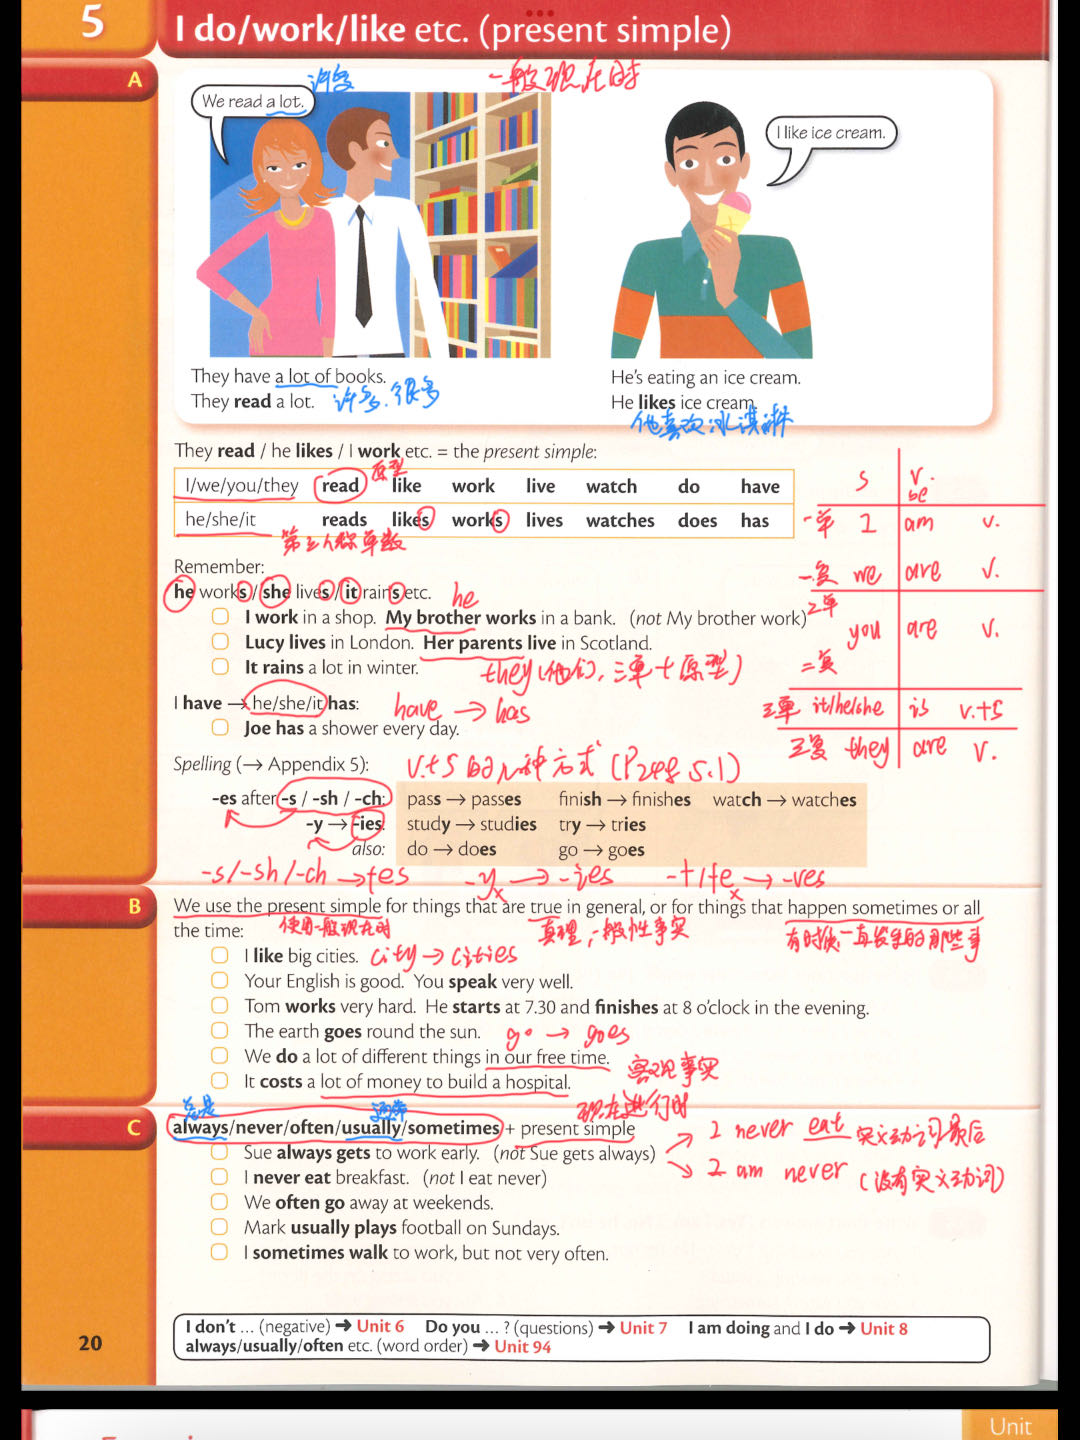 5
I do/work/like etc. (present simple)
A
一般现在时
许多
We read a lot.
I like ice cream.
They have a lot of books.
They read a lot. 许多.很多
He's eating an ice cream.
He likes ice cream.
他喜欢冰淇淋
They read / he likes / I work etc. = the present simple:
原型
I/we/you/they read like work live watch do have
he/she/it reads likes works lives watches does has
第三人称单数
Remember:
he works / she lives / it rains etc.
he
I work in a shop. My brother works in a bank. (not My brother work)
Lucy lives in London. Her parents live in Scotland.
It rains a lot in winter.
they (他们, 三单+原型)
I have → he/she/it has: have → has
Joe has a shower every day.
S V.
be
一单 I am v.
一复 we are v.
2单
you are v.
二复
三单 it/he/she is v.+s
三复 they are v.
Spelling (→ Appendix 5): V.+s 的几种方式 (P248 5.1)
-es after -s / -sh / -ch: pass → passes finish → finishes watch → watches
-y → -ies: study → studies try → tries
also: do → does go → goes
-s/-sh/-ch → +es -y → -ies -f/fe → -ves
B
We use the present simple for things that are true in general, or for things that happen sometimes or all
the time:
使用一般现在时 真理,一般性事实 有时候一直发生的那些事
I like big cities. city → cities
Your English is good. You speak very well.
Tom works very hard. He starts at 7.30 and finishes at 8 o'clock in the evening.
The earth goes round the sun. go → goes
We do a lot of different things in our free time.
It costs a lot of money to build a hospital.
客观事实
C
总是 通常 现在进行时
always/never/often/usually/sometimes + present simple
Sue always gets to work early. (not Sue gets always)
I never eat breakfast. (not I eat never)
We often go away at weekends.
Mark usually plays football on Sundays.
I sometimes walk to work, but not very often.
I never eat 实义动词最后
I am never (没有实义动词)
I don't ... (negative) ➜ Unit 6 Do you ... ? (questions) ➜ Unit 7 I am doing and I do ➜ Unit 8
always/usually/often etc. (word order) ➜ Unit 94
20
Unit